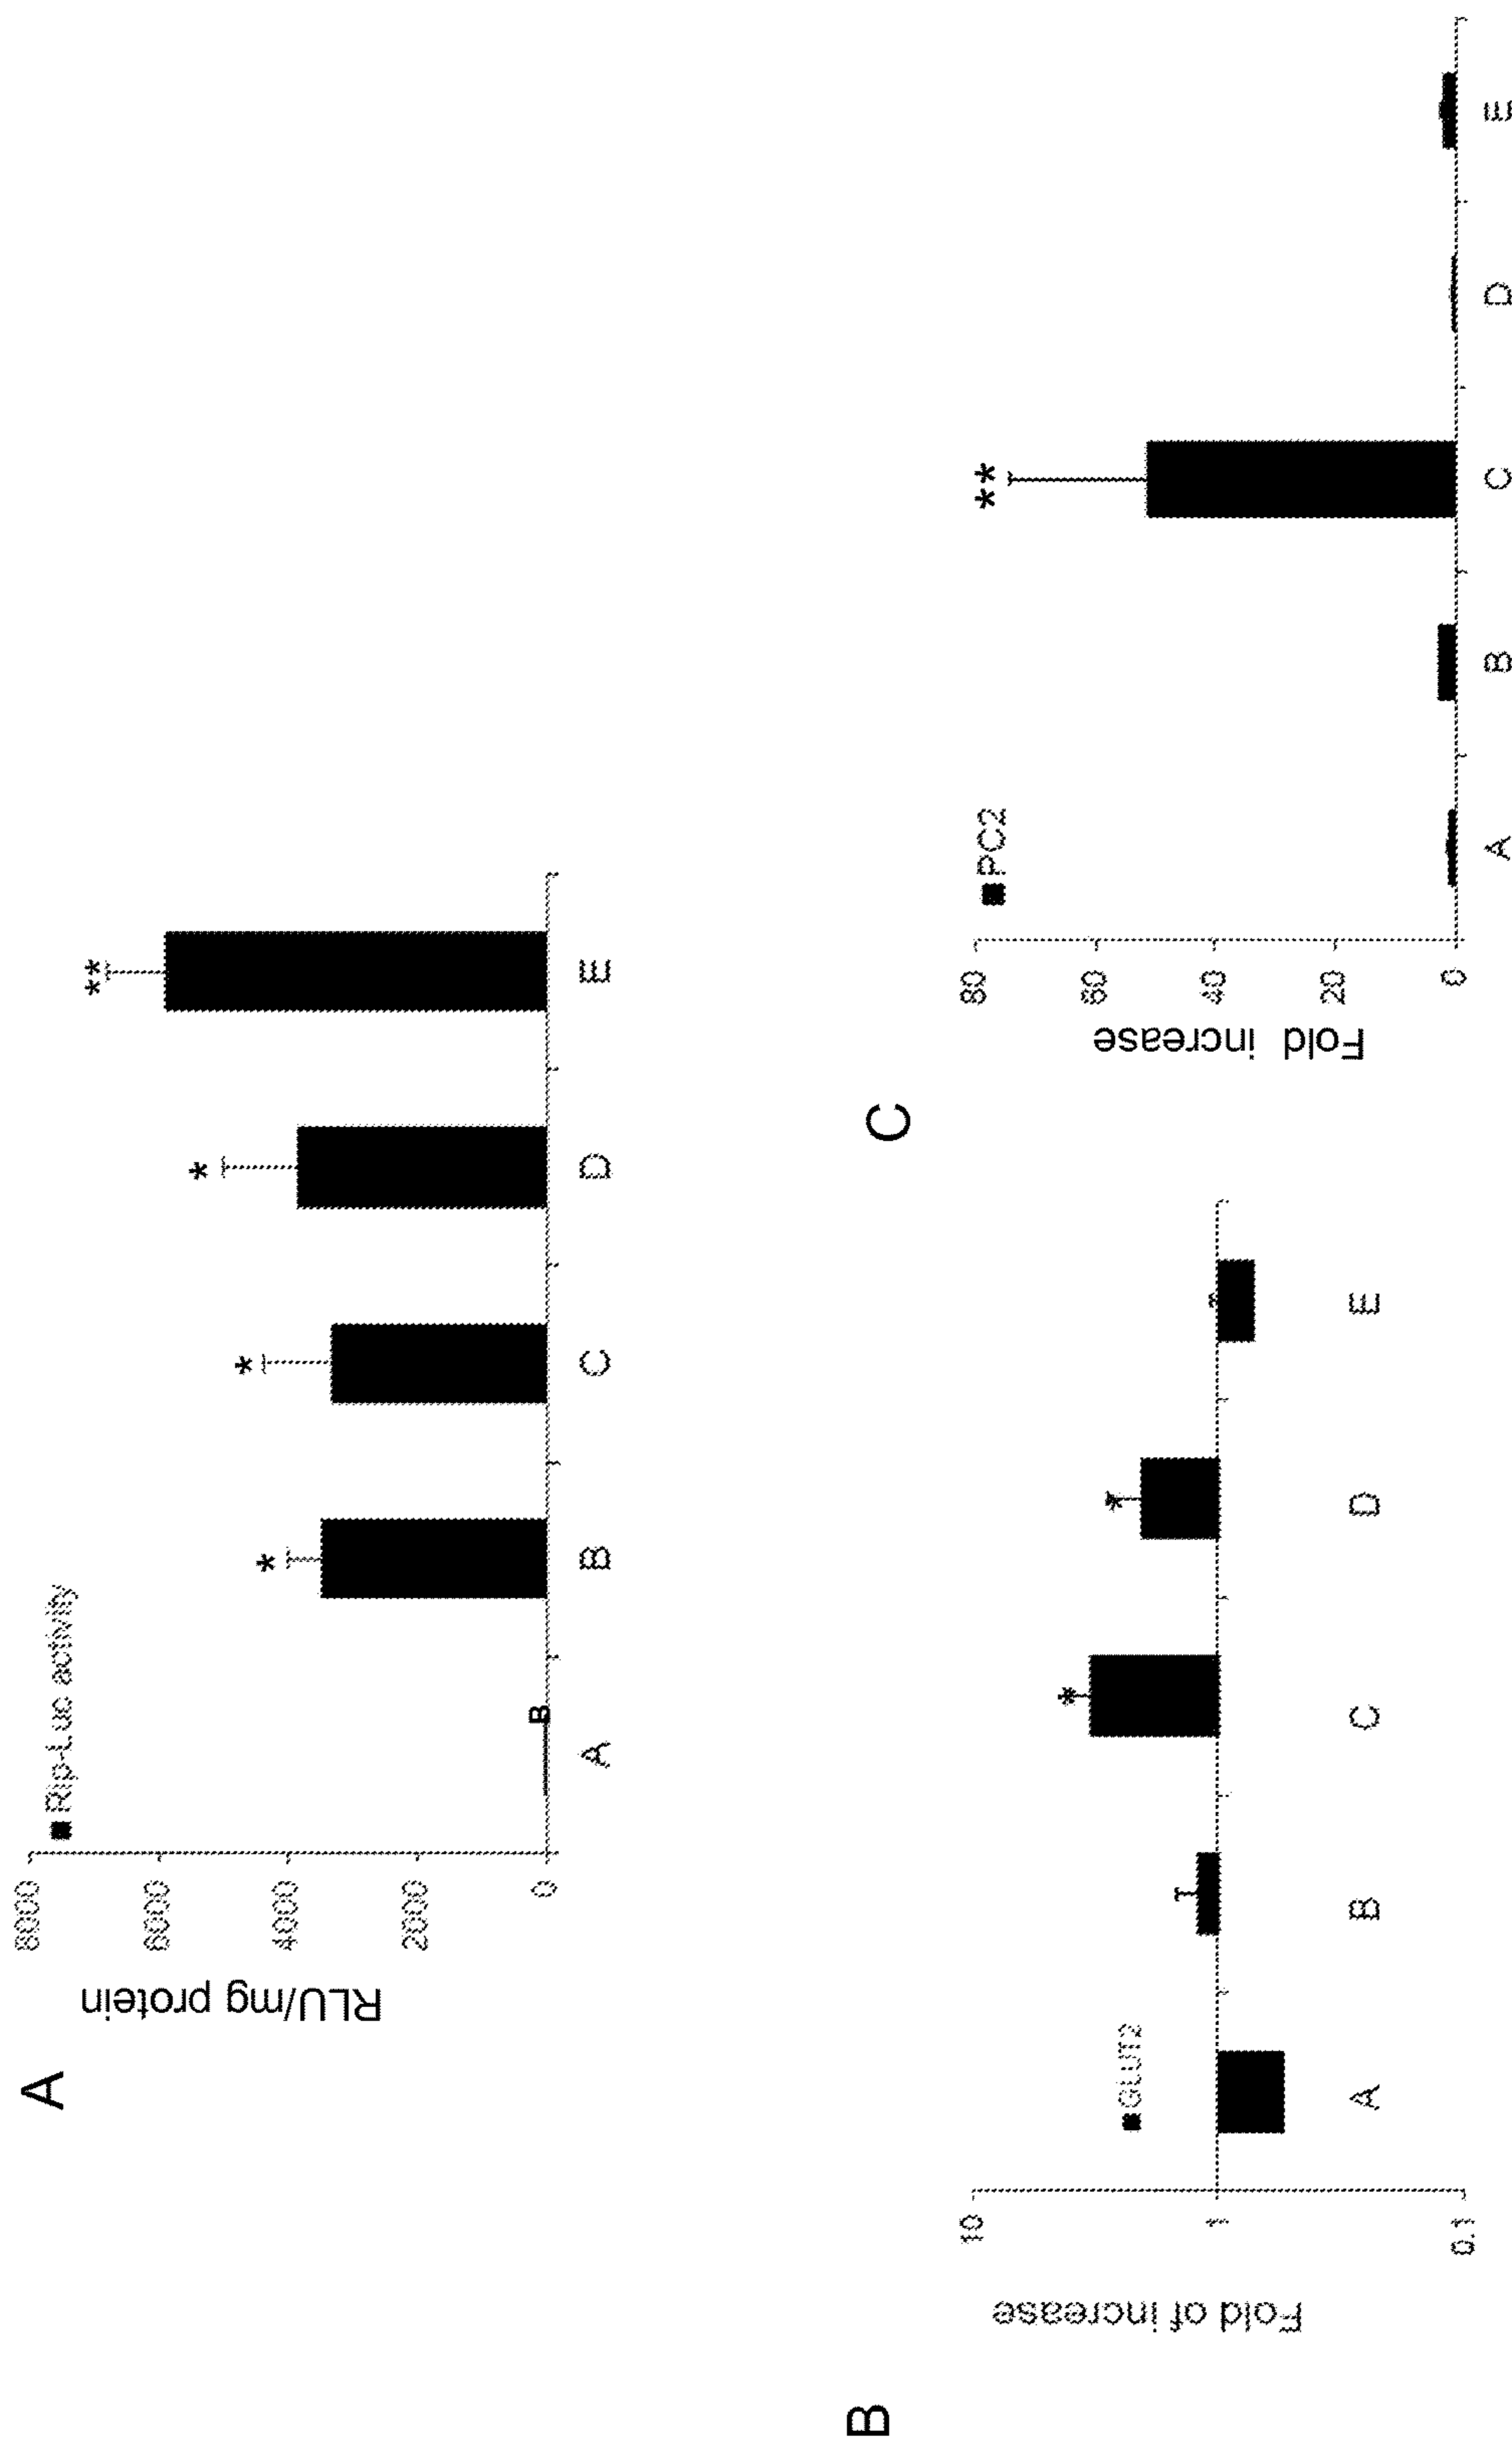 A
Rip-Luc activity
RLU/mg protein
8000
6000
4000
2000
0
B
* * * **
A B C D E
B
GLUT2
Fold of increase
10
1
0.1
* *
A B C D E
C
PC2
Fold increase
80
60
40
20
0
**
A B C D E